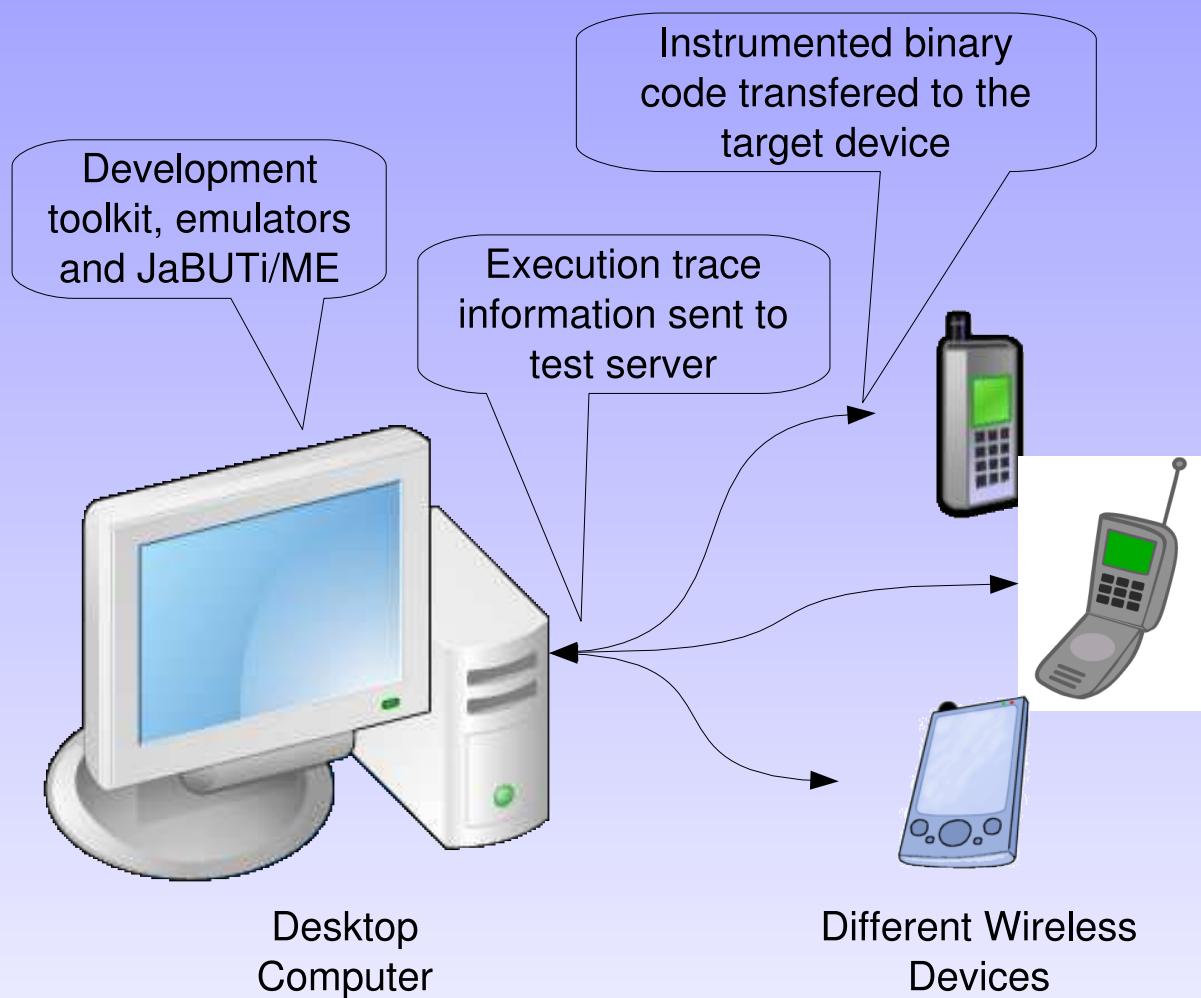 Instrumented binary
code transfered to the
target device
Development
toolkit, emulators
and JaBUTi/ME
Execution trace
information sent to
test server
Desktop
Computer
Different Wireless
Devices